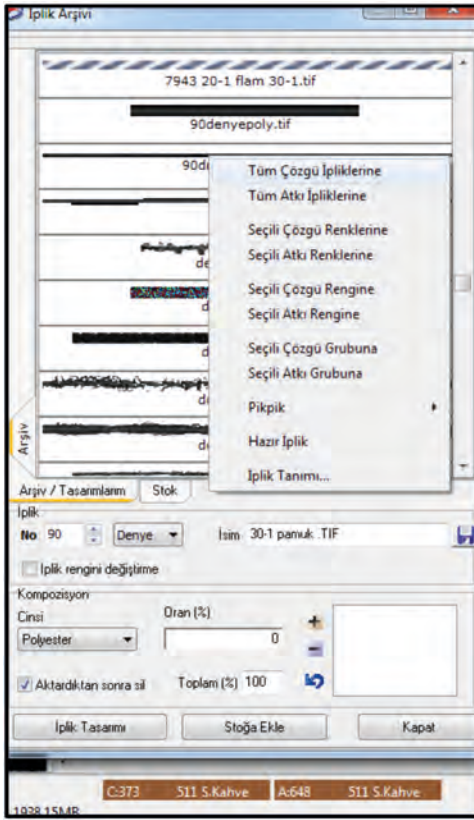 İplik Arşivi
7943 20-1 flam 30-1.tif
90denyepoly.tif
Tüm Çözgü İpliklerine
Tüm Atkı İpliklerine
Seçili Çözgü Renklerine
Seçili Atkı Renklerine
Seçili Çözgü Rengine
Seçili Atkı Rengine
Seçili Çözgü Grubuna
Seçili Atkı Grubuna
Pikpik
Hazır İplik
İplik Tanımı...
Arşiv
Arşiv / Tasarımlarım Stok
İplik
No 90 Denye İsim 30-1 pamuk .TIF
İplik rengini değiştirme
Kompozisyon
Cinsi Oran (%)
Polyester 0
Aktardıktan sonra sil Toplam (%) 100
İplik Tasarımı Stoğa Ekle Kapat
C:373 511 S.Kahve A:648 511 S.Kahve
1938.15MB